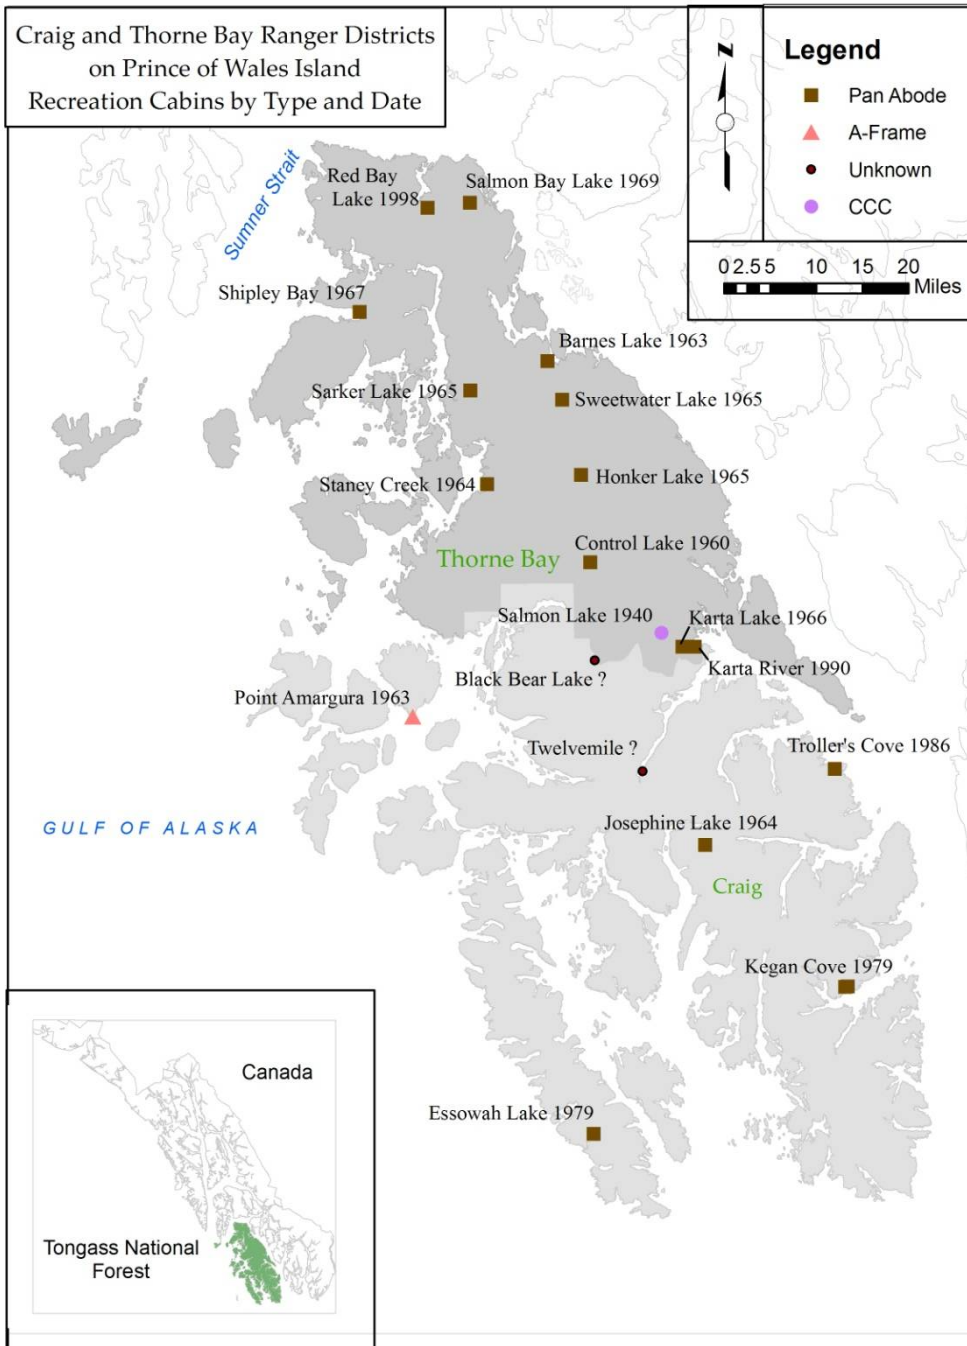 Craig and Thorne Bay Ranger Districts
on Prince of Wales Island
Recreation Cabins by Type and Date
N
Legend
Pan Abode
A-Frame
Unknown
CCC
0 2.5 5 10 15 20
Miles
Sumner Strait
Red Bay
Lake 1998
Salmon Bay Lake 1969
Shipley Bay 1967
Barnes Lake 1963
Sarker Lake 1965
Sweetwater Lake 1965
Staney Creek 1964
Honker Lake 1965
Control Lake 1960
Thorne Bay
Salmon Lake 1940
Karta Lake 1966
Karta River 1990
Black Bear Lake ?
Point Amargura 1963
Twelvemile ?
Troller's Cove 1986
GULF OF ALASKA
Josephine Lake 1964
Craig
Kegan Cove 1979
Essowah Lake 1979
Canada
Tongass National
Forest